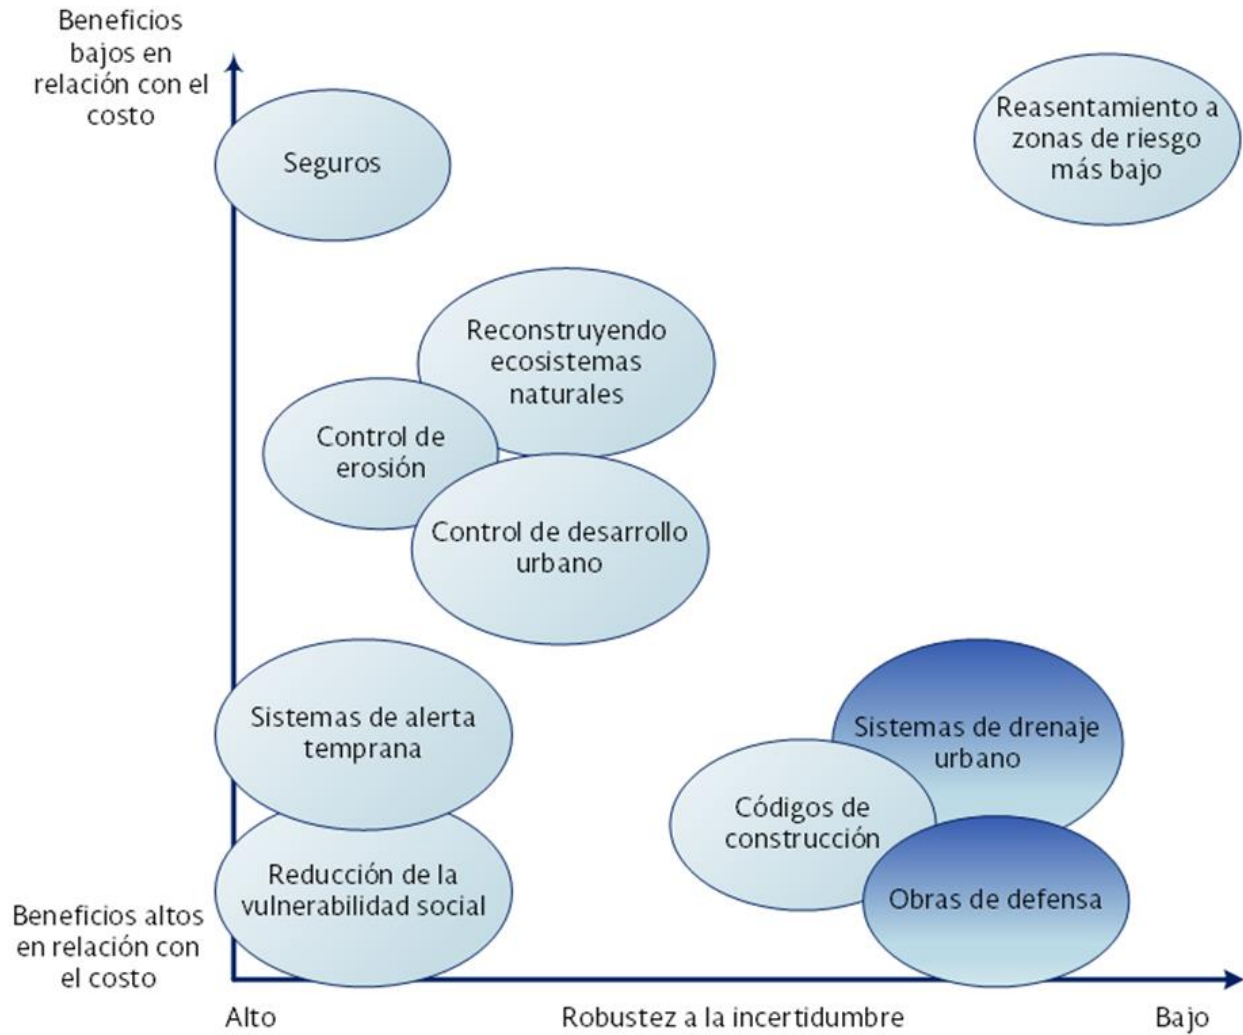 Beneficios
bajos en
relación con el
costo
Seguros
Reasentamiento a
zonas de riesgo
más bajo
Reconstruyendo
ecosistemas
naturales
Control de
erosión
Control de desarrollo
urbano
Sistemas de alerta
temprana
Sistemas de drenaje
urbano
Códigos de
construcción
Reducción de la
vulnerabilidad social
Obras de defensa
Beneficios altos
en relación con
el costo
Alto
Robustez a la incertidumbre
Bajo